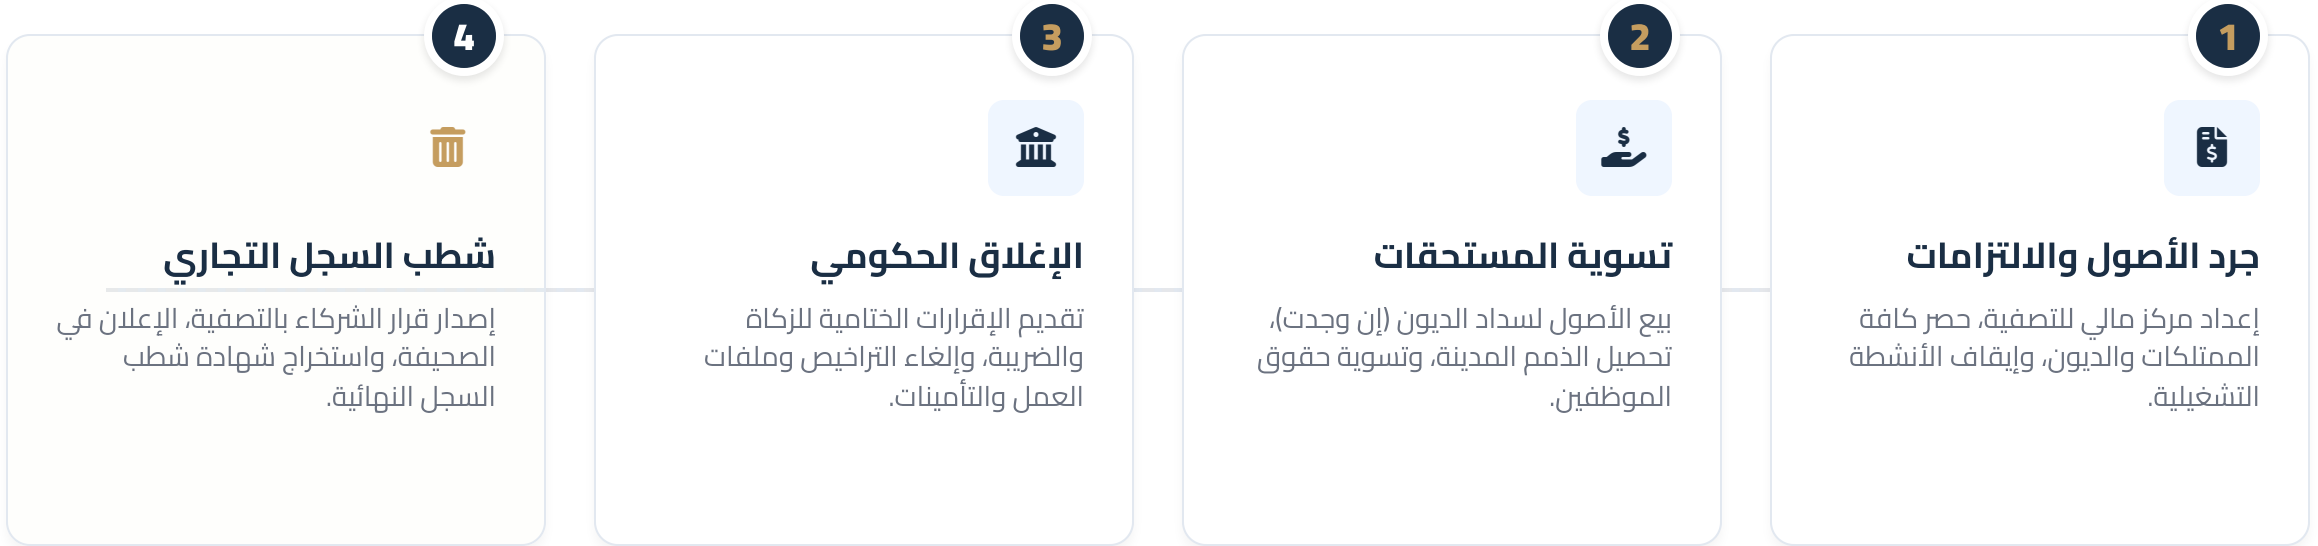 1
جرد الأصول والالتزامات
إعداد مركز مالي للتصفية، حصر كافة
الممتلكات والديون، وإيقاف الأنشطة
التشغيلية.
2
تسوية المستحقات
بيع الأصول لسداد الديون (إن وجدت)،
تحصيل الذمم المدينة، وتسوية حقوق
الموظفين.
3
الإغلاق الحكومي
تقديم الإقرارات الختامية للزكاة
والضريبة، وإلغاء التراخيص وملفات
العمل والتأمينات.
4
شطب السجل التجاري
إصدار قرار الشركاء بالتصفية، الإعلان في
الصحيفة، واستخراج شهادة شطب
السجل النهائية.